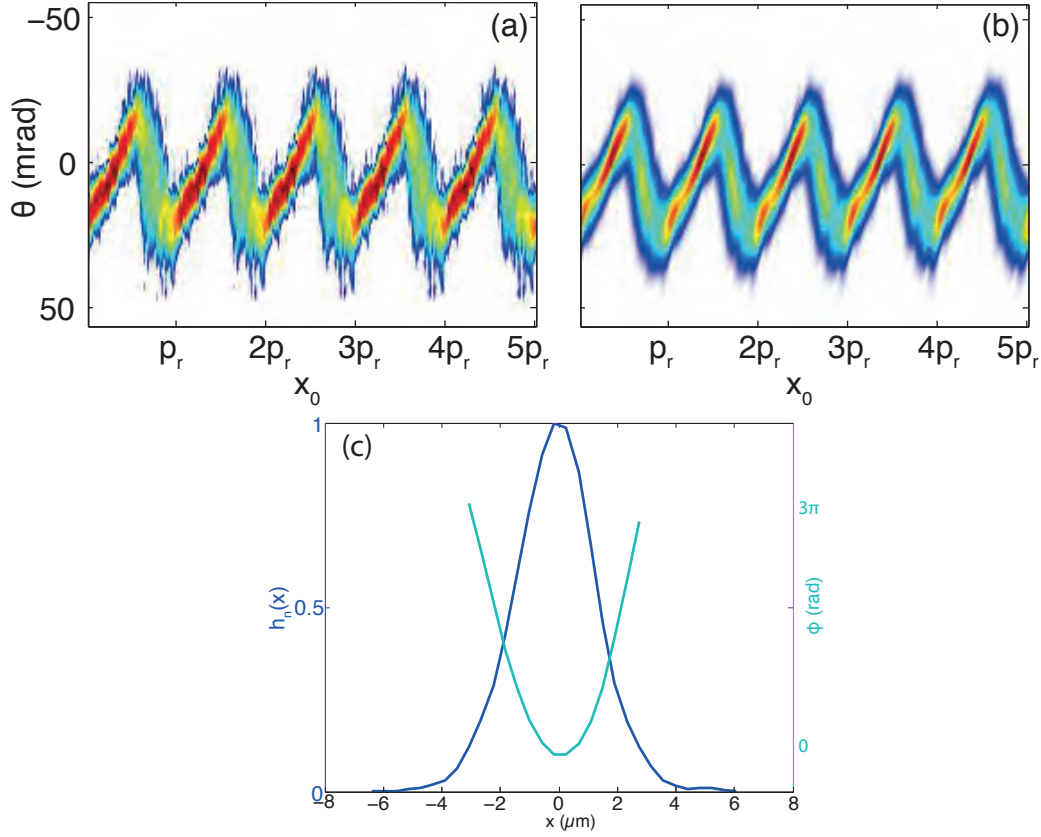 (a)
−50
0
50
θ (mrad)
p_r 2p_r 3p_r 4p_r 5p_r
x_0
(b)
p_r 2p_r 3p_r 4p_r 5p_r
x_0
(c)
1
0.5
0
h_n(x)
3π
0
ϕ (rad)
−8 −6 −4 −2 0 2 4 6 8
x (μm)